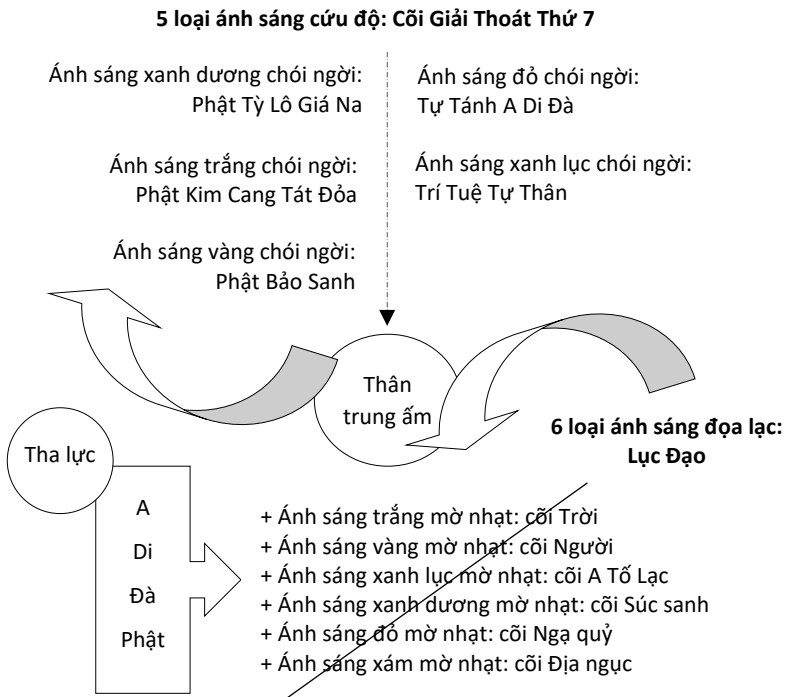 5 loại ánh sáng cứu độ: Cõi Giải Thoát Thứ 7
Ánh sáng xanh dương chói ngời:
Phật Tỳ Lô Giá Na
Ánh sáng đỏ chói ngời:
Tự Tánh A Di Đà
Ánh sáng trắng chói ngời:
Phật Kim Cang Tát Đỏa
Ánh sáng xanh lục chói ngời:
Trí Tuệ Tự Thân
Ánh sáng vàng chói ngời:
Phật Bảo Sanh
Thân
trung ấm
6 loại ánh sáng đọa lạc:
Lục Đạo
Tha lực
A
Di
Đà
Phật
+ Ánh sáng trắng mờ nhạt: cõi Trời
+ Ánh sáng vàng mờ nhạt: cõi Người
+ Ánh sáng xanh lục mờ nhạt: cõi A Tố Lạc
+ Ánh sáng xanh dương mờ nhạt: cõi Súc sanh
+ Ánh sáng đỏ mờ nhạt: cõi Ngạ quỷ
+ Ánh sáng xám mờ nhạt: cõi Địa ngục